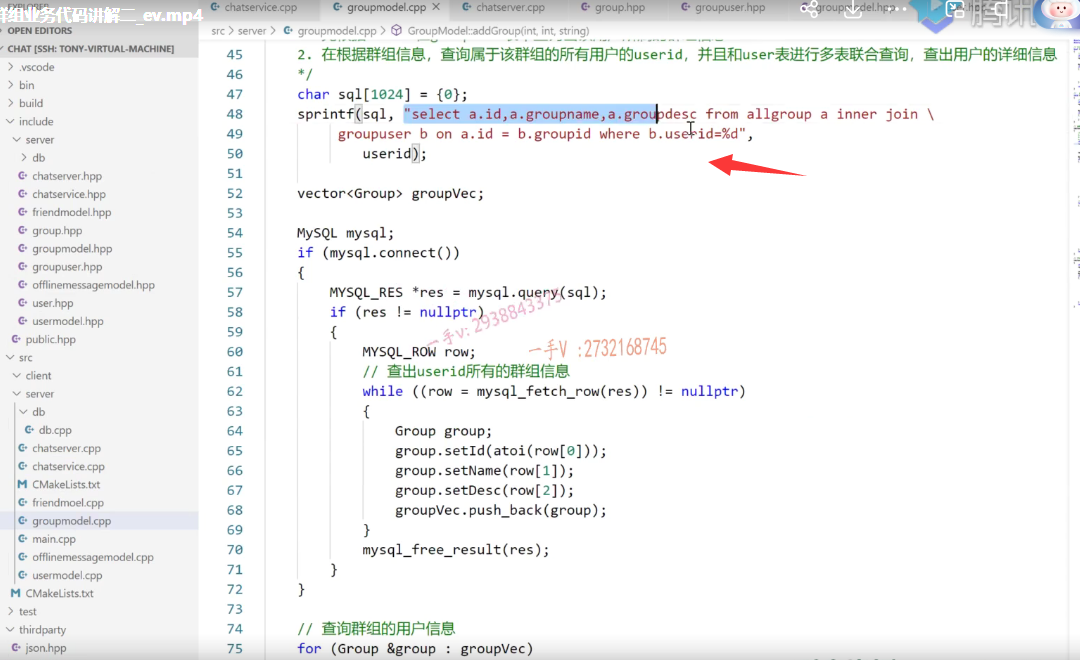 群组业务代码讲解二_ev.mp4
chatservice.cpp
groupmodel.cpp
chatserver.cpp
group.hpp
groupuser.hpp
OPEN EDITORS
CHAT [SSH: TONY-VIRTUAL-MACHINE]
.vscode
bin
build
include
server
db
chatserver.hpp
chatservice.hpp
friendmodel.hpp
group.hpp
groupmodel.hpp
groupuser.hpp
offlinemessagemodel.hpp
user.hpp
usermodel.hpp
public.hpp
src
client
server
db
db.cpp
chatserver.cpp
chatservice.cpp
CMakeLists.txt
friendmoel.cpp
groupmodel.cpp
main.cpp
offlinemessagemodel.cpp
usermodel.cpp
CMakeLists.txt
test
thirdparty
json.hpp
src > server > groupmodel.cpp > GroupModel::addGroup(int, int, string)
45 2. 在根据群组信息，查询属于该群组的所有用户的userid，并且和user表进行多表联合查询，查出用户的详细信息
46 */
47 char sql[1024] = {0};
48 sprintf(sql, "select a.id,a.groupname,a.groupdesc from allgroup a inner join \
49 groupuser b on a.id = b.groupid where b.userid=%d",
50 userid);
51
52 vector<Group> groupVec;
53
54 MySQL mysql;
55 if (mysql.connect())
56 {
57 MYSQL_RES *res = mysql.query(sql);
58 if (res != nullptr)
59 {
60 MYSQL_ROW row;
61 // 查出userid所有的群组信息
62 while ((row = mysql_fetch_row(res)) != nullptr)
63 {
64 Group group;
65 group.setId(atoi(row[0]));
66 group.setName(row[1]);
67 group.setDesc(row[2]);
68 groupVec.push_back(group);
69 }
70 mysql_free_result(res);
71 }
72 }
73
74 // 查询群组的用户信息
75 for (Group &group : groupVec)
一手V :2732168745